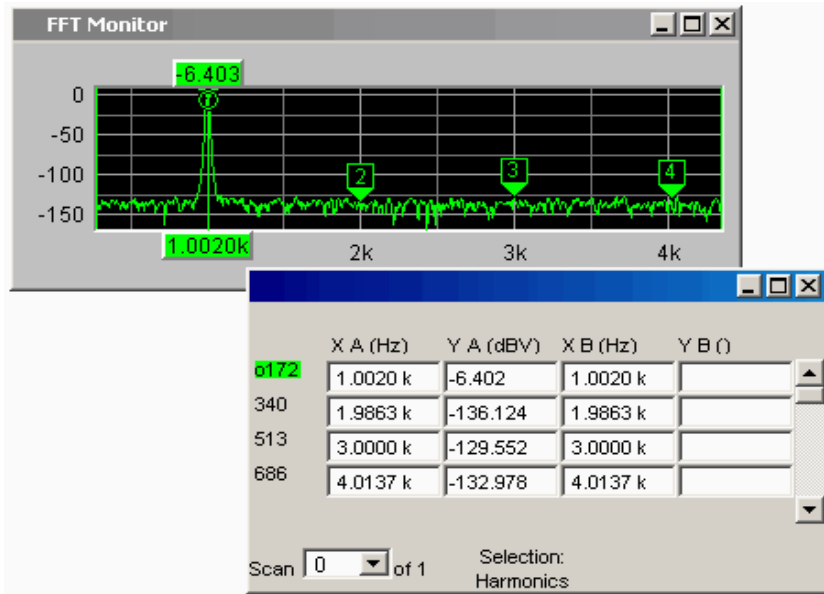 FFT Monitor
-6.403
0
-50
-100
-150
2
3
4
1.0020k
2k
3k
4k
X A (Hz) Y A (dBV) X B (Hz) Y B ()
o172 1.0020 k -6.402 1.0020 k
340 1.9863 k -136.124 1.9863 k
513 3.0000 k -129.552 3.0000 k
686 4.0137 k -132.978 4.0137 k
Scan 0 of 1
Selection:
Harmonics